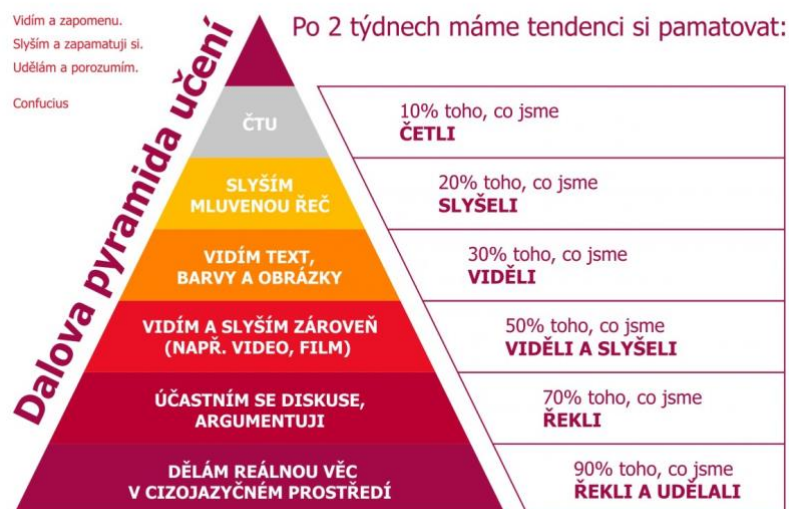 Vidím a zapomenu.
Slyším a zapamatuji si.
Udělám a porozumím.
Confucius
Dalova pyramida učení
Po 2 týdnech máme tendenci si pamatovat:
ČTU
10% toho, co jsme
ČETLI
SLYŠÍM
MLUVENOU ŘEČ
20% toho, co jsme
SLYŠELI
VIDÍM TEXT,
BARVY A OBRÁZKY
30% toho, co jsme
VIDĚLI
VIDÍM A SLYŠÍM ZÁROVEŇ
(NAPŘ. VIDEO, FILM)
50% toho, co jsme
VIDĚLI A SLYŠELI
ÚČASTNÍM SE DISKUSE,
ARGUMENTUJI
70% toho, co jsme
ŘEKLI
DĚLÁM REÁLNOU VĚC
V CIZOJAZYČNÉM PROSTŘEDÍ
90% toho, co jsme
ŘEKLI A UDĚLALI